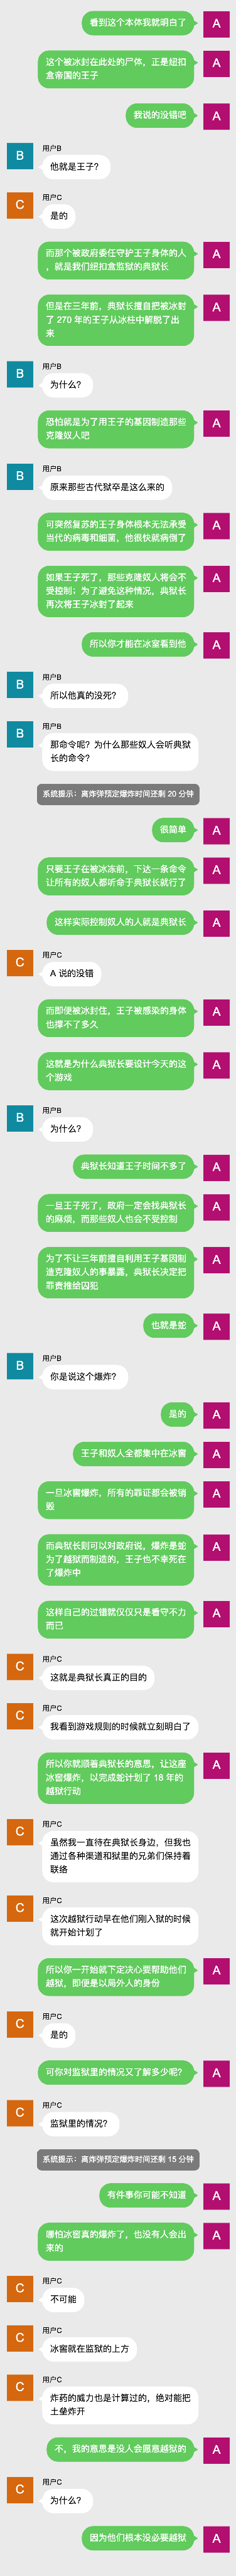 看到这个本体我就明白了
A
这个被冰封在此处的尸体，正是纽扣
盒帝国的王子
A
我说的没错吧
A
用户B
B
他就是王子？
用户C
C
是的
而那个被政府委任守护王子身体的人
，就是我们纽扣盒监狱的典狱长
A
但是在三年前，典狱长擅自把被冰封
了 270 年的王子从冰柱中解脱了出
来
A
用户B
B
为什么？
恐怕就是为了用王子的基因制造那些
克隆奴人吧
A
用户B
B
原来那些古代狱卒是这么来的
可突然复苏的王子身体根本无法承受
当代的病毒和细菌，他很快就病倒了
A
如果王子死了，那些克隆奴人将会不
受控制；为了避免这种情况，典狱长
再次将王子冰封了起来
A
所以你才能在冰室看到他
A
用户B
B
所以他真的没死？
用户B
B
那命令呢？为什么那些奴人会听典狱
长的命令？
系统提示：离炸弹预定爆炸时间还剩 20 分钟
很简单
A
只要王子在被冰冻前，下达一条命令
让所有的奴人都听命于典狱长就行了
A
这样实际控制奴人的人就是典狱长
A
用户C
C
A 说的没错
而即便被冰封住，王子被感染的身体
也撑不了多久
A
这就是为什么典狱长要设计今天的这
个游戏
A
用户B
B
为什么？
典狱长知道王子时间不多了
A
一旦王子死了，政府一定会找典狱长
的麻烦，而那些奴人也会不受控制
A
为了不让三年前擅自利用王子基因制
造克隆奴人的事暴露，典狱长决定把
罪责推给囚犯
A
也就是蛇
A
用户B
B
你是说这个爆炸？
是的
A
王子和奴人全都集中在冰窖
A
一旦冰窖爆炸，所有的罪证都会被销
毁
A
而典狱长则可以对政府说，爆炸是蛇
为了越狱而制造的，王子也不幸死在
了爆炸中
A
这样自己的过错就仅仅只是看守不力
而已
A
用户C
C
这就是典狱长真正的目的
用户C
C
我看到游戏规则的时候就立刻明白了
所以你就顺着典狱长的意思，让这座
冰窖爆炸，以完成蛇计划了 18 年的
越狱行动
A
用户C
C
虽然我一直待在典狱长身边，但我也
通过各种渠道和狱里的兄弟们保持着
联络
用户C
C
这次越狱行动早在他们刚入狱的时候
就开始计划了
所以你一开始就下定决心要帮助他们
越狱，即便是以局外人的身份
A
用户C
C
是的
可你对监狱里的情况又了解多少呢？
A
用户C
C
监狱里的情况？
系统提示：离炸弹预定爆炸时间还剩 15 分钟
有件事你可能不知道
A
哪怕冰窖真的爆炸了，也没有人会出
来的
A
用户C
C
不可能
用户C
C
冰窖就在监狱的上方
用户C
C
炸药的威力也是计算过的，绝对能把
土垒炸开
不，我的意思是没人会愿意越狱的
A
用户C
C
为什么？
因为他们根本没必要越狱
A